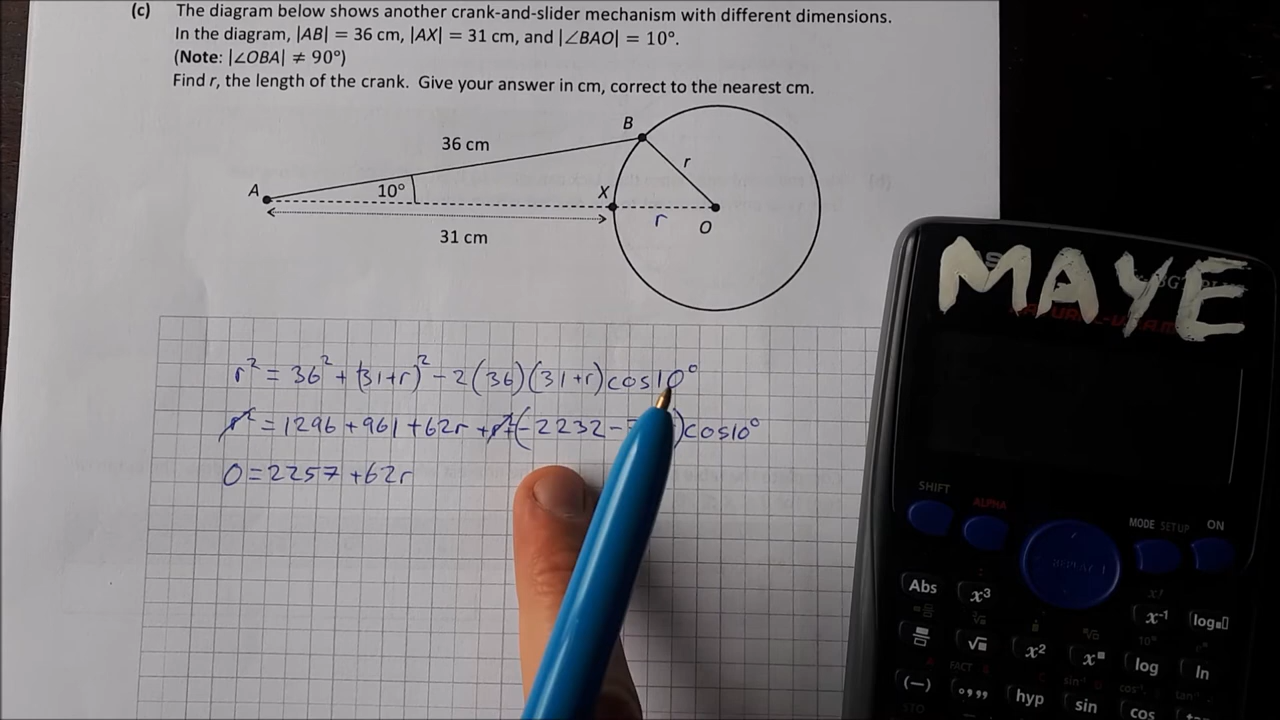 (c) The diagram below shows another crank-and-slider mechanism with different dimensions.
In the diagram, |AB| = 36 cm, |AX| = 31 cm, and |∠BAO| = 10°.
(Note: |∠OBA| ≠ 90°)
Find r, the length of the crank. Give your answer in cm, correct to the nearest cm.
B
36 cm
r
A
10°
X
r
O
31 cm
r² = 36² + (31+r)² - 2(36)(31+r)cos10°
r² = 1296 + 961 + 62r + r² + (-2232 - )cos10°
0 = 2257 + 62r
MAYE
SHIFT
ALPHA
MODE SETUP ON
REPLAY
Abs x³ x⁻¹ log
√ x² log ln
FACT
(−) hyp sin cos tan
STO